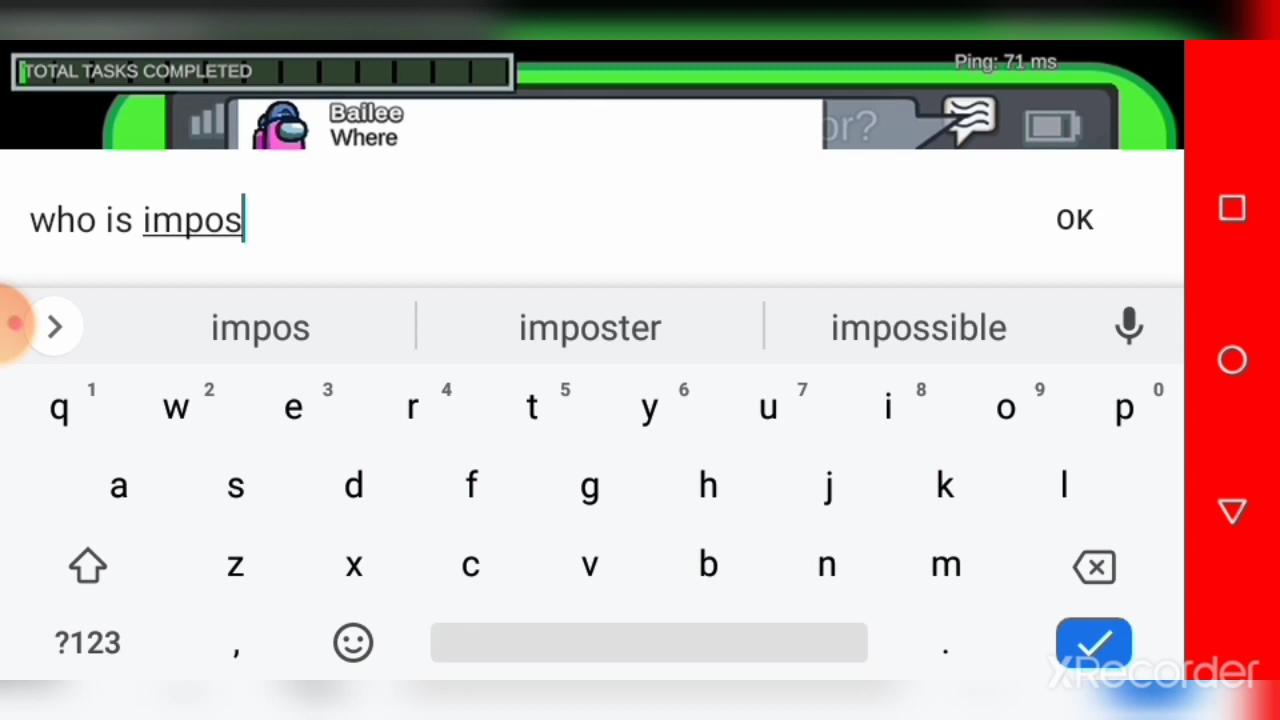 TOTAL TASKS COMPLETED
Ping: 71 ms
Bailee
Where
or?
who is impos
OK
impos imposter impossible
1 2 3 4 5 6 7 8 9 0
q w e r t y u i o p
a s d f g h j k l
z x c v b n m
?123 , .
XRecorder